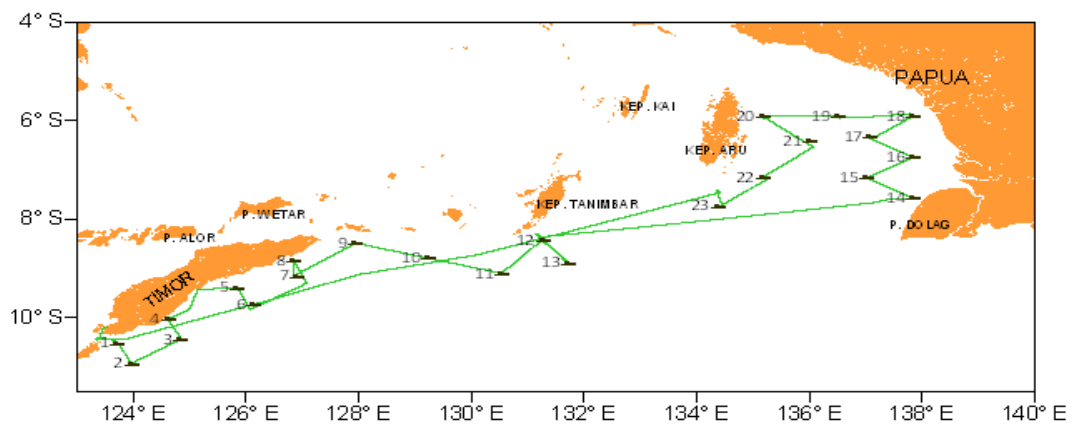 4° S
PAPUA
KEP. KAI
6° S
20
19
18
17
21
KEP. ARU
16
22
15
14
KEP. TANIMBAR
23
P. WETAR
8° S
P. DOLAG
P. ALOR
9
12
8
10
13
7
11
TIMOR
5
6
10° S
4
1
3
2
124° E
126° E
128° E
130° E
132° E
134° E
136° E
138° E
140° E